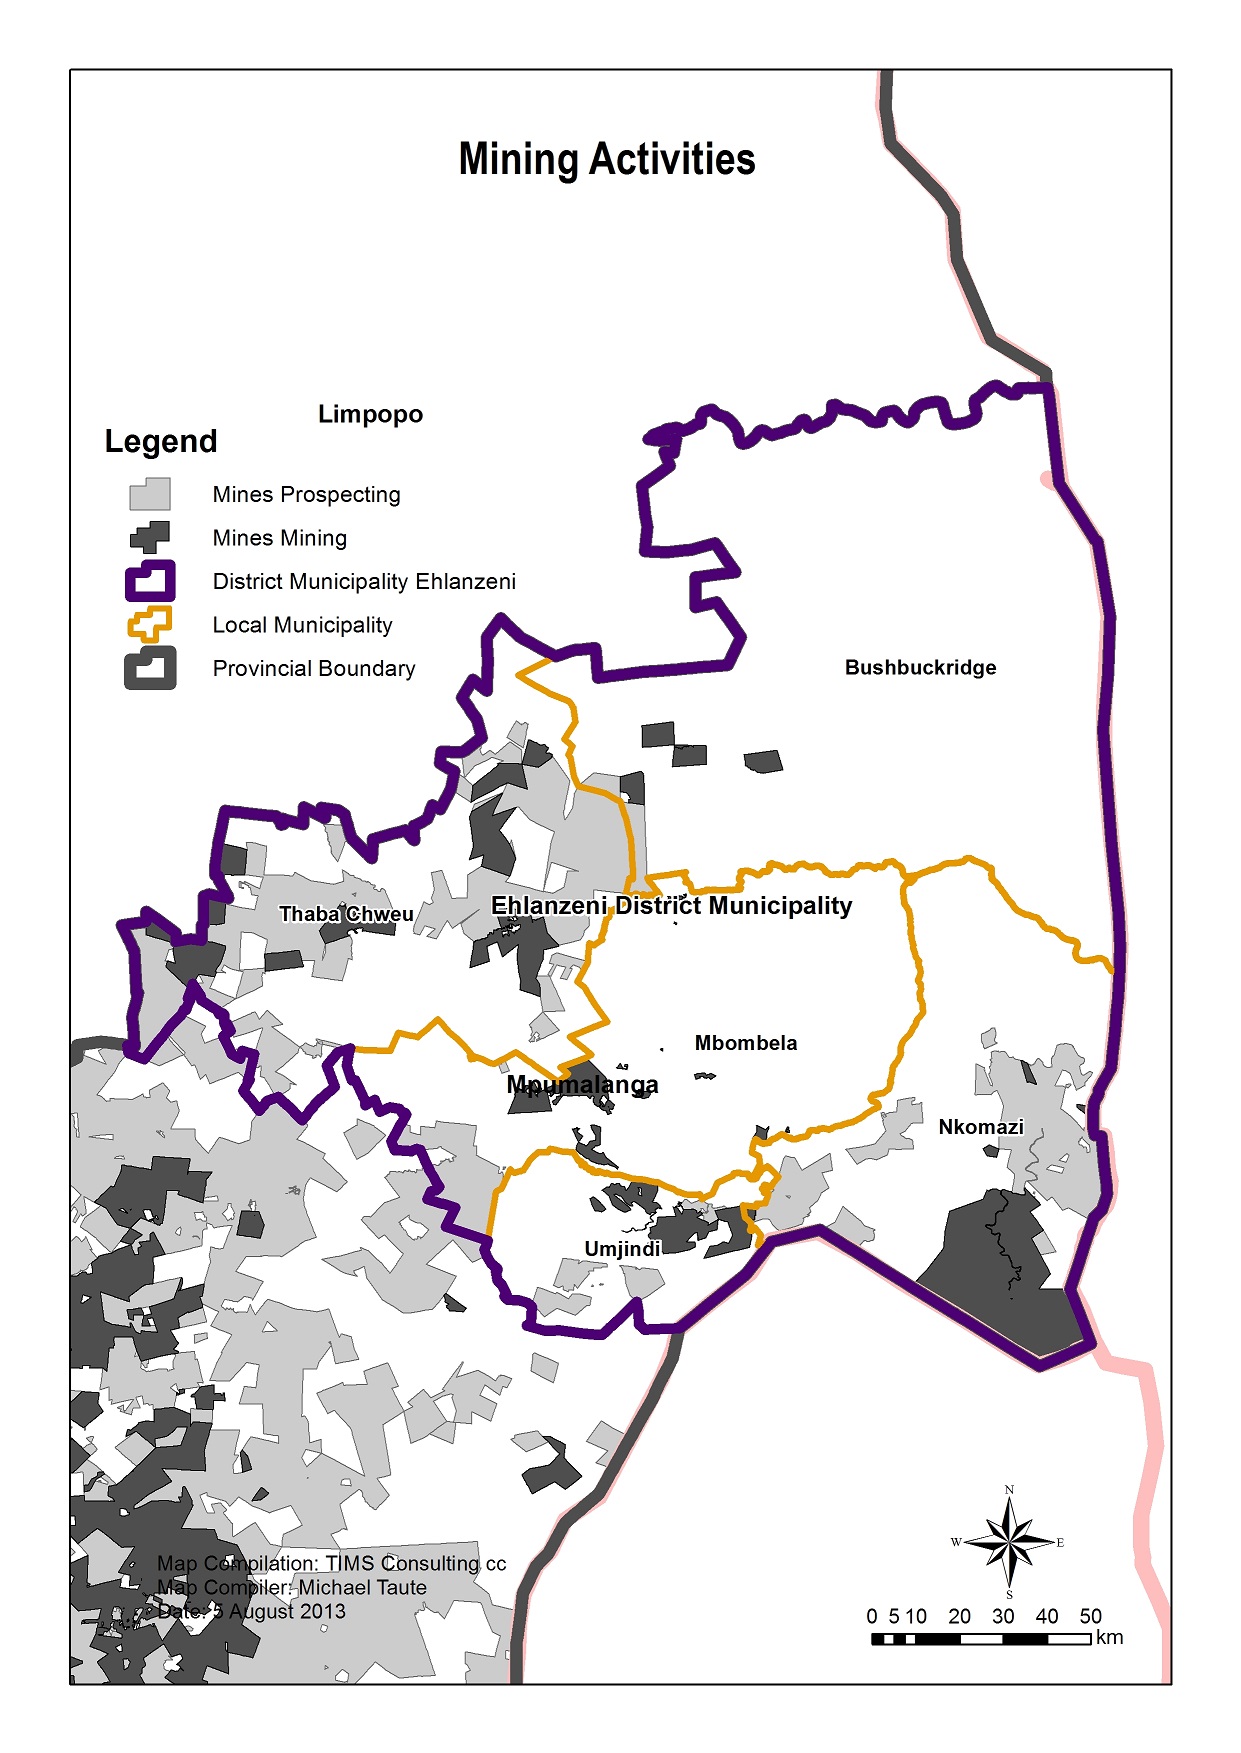 Mining Activities
Limpopo
Legend
Mines Prospecting
Mines Mining
District Municipality Ehlanzeni
Local Municipality
Provincial Boundary
Bushbuckridge
Thaba Chweu
Ehlanzeni District Municipality
Mbombela
Mpumalanga
Nkomazi
Umjindi
N
W E
S
Map Compilation: TIMS Consulting cc
Map Compiler: Michael Taute
Date: 5 August 2013
0 5 10 20 30 40 50
km